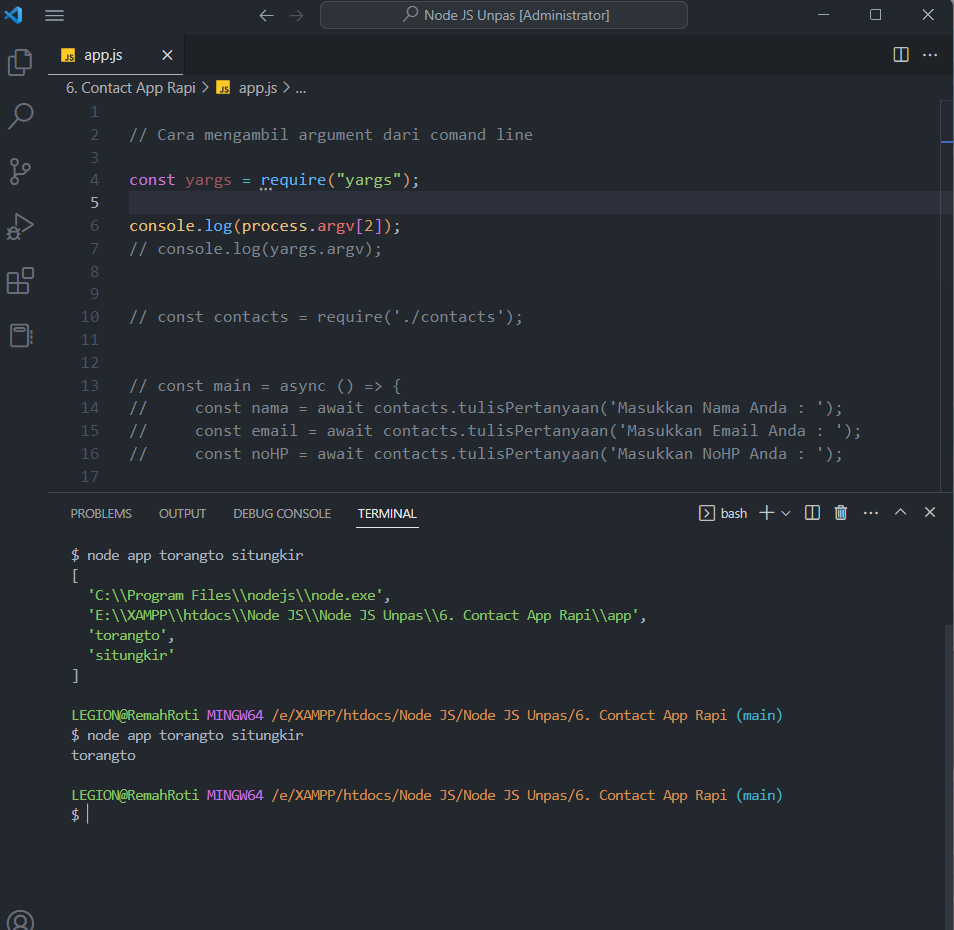 Node JS Unpas [Administrator]
JS app.js
6. Contact App Rapi > JS app.js > ...
1
2 // Cara mengambil argument dari comand line
3
4 const yargs = require("yargs");
5
6 console.log(process.argv[2]);
7 // console.log(yargs.argv);
8
9
10 // const contacts = require('./contacts');
11
12
13 // const main = async () => {
14 //     const nama = await contacts.tulisPertanyaan('Masukkan Nama Anda : ');
15 //     const email = await contacts.tulisPertanyaan('Masukkan Email Anda : ');
16 //     const noHP = await contacts.tulisPertanyaan('Masukkan NoHP Anda : ');
17
PROBLEMS OUTPUT DEBUG CONSOLE TERMINAL bash
$ node app torangto situngkir
[
  'C:\\Program Files\\nodejs\\node.exe',
  'E:\\XAMPP\\htdocs\\Node JS\\Node JS Unpas\\6. Contact App Rapi\\app',
  'torangto',
  'situngkir'
]
LEGION@RemahRoti MINGW64 /e/XAMPP/htdocs/Node JS/Node JS Unpas/6. Contact App Rapi (main)
$ node app torangto situngkir
torangto
LEGION@RemahRoti MINGW64 /e/XAMPP/htdocs/Node JS/Node JS Unpas/6. Contact App Rapi (main)
$